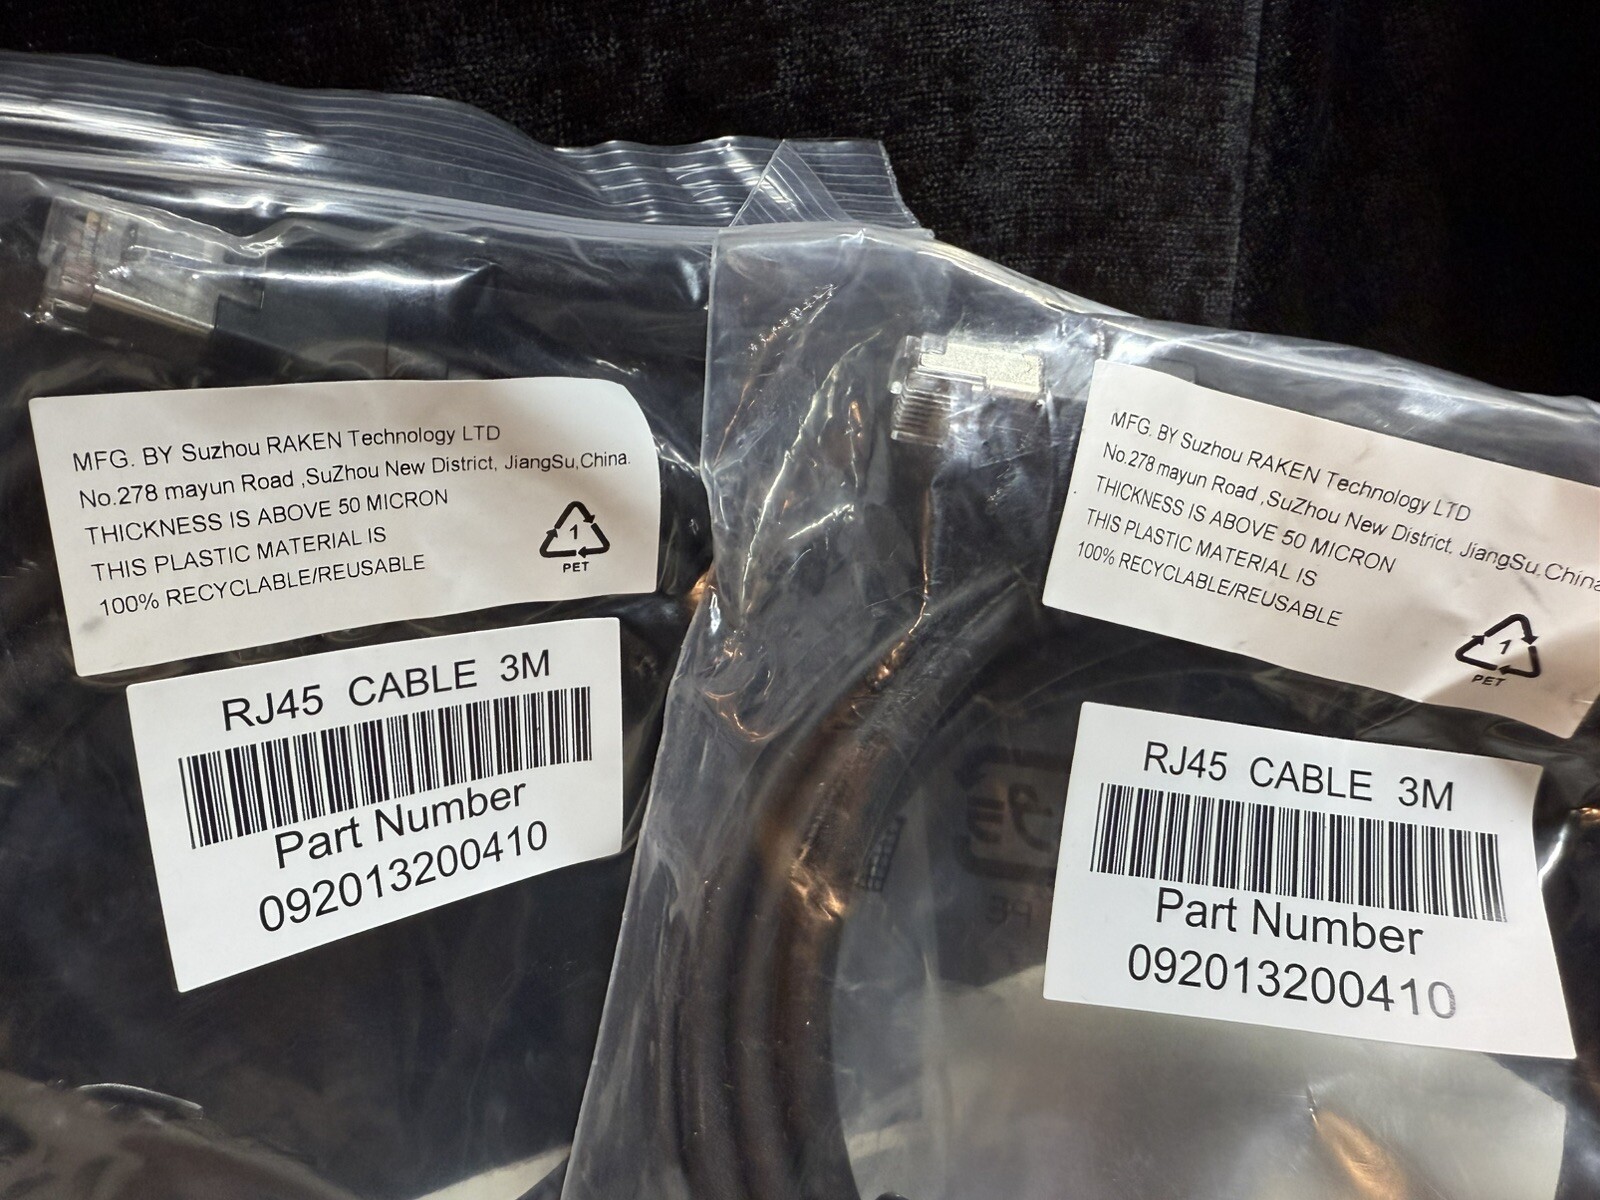 MFG. BY Suzhou RAKEN Technology LTD
No.278 mayun Road ,SuZhou New District, JiangSu,China.
THICKNESS IS ABOVE 50 MICRON
THIS PLASTIC MATERIAL IS
100% RECYCLABLE/REUSABLE
1
PET
RJ45 CABLE 3M
Part Number
092013200410
MFG. BY Suzhou RAKEN Technology LTD
No.278 mayun Road ,SuZhou New District, JiangSu,China
THICKNESS IS ABOVE 50 MICRON
THIS PLASTIC MATERIAL IS
100% RECYCLABLE/REUSABLE
1
PET
RJ45 CABLE 3M
Part Number
092013200410